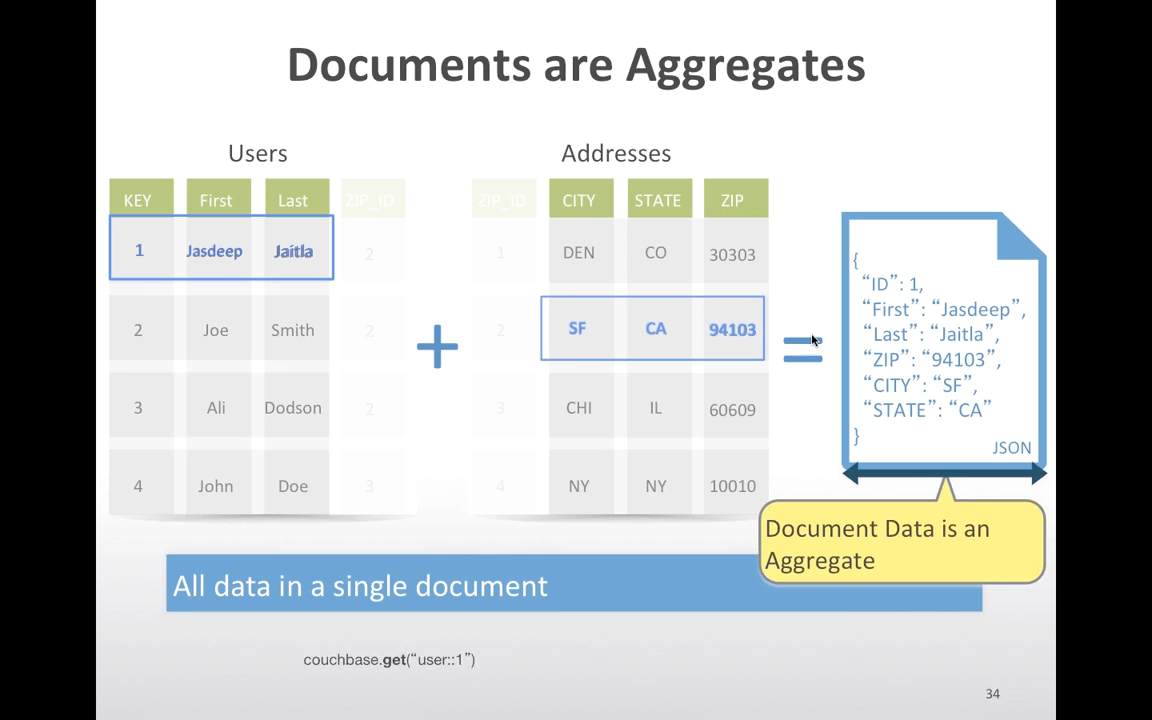 Documents are Aggregates
Users
Addresses
KEY First Last ZIP_ID
ZIP_ID CITY STATE ZIP
1 Jasdeep Jaitla 2
1 DEN CO 30303
2 Joe Smith 2
2 SF CA 94103
3 Ali Dodson 2
3 CHI IL 60609
4 John Doe 3
4 NY NY 10010
+
=
{
“ID”: 1,
“First”: “Jasdeep”,
“Last”: “Jaitla”,
“ZIP”: “94103”,
“CITY”: “SF”,
“STATE”: “CA”
}
JSON
Document Data is an
Aggregate
All data in a single document
couchbase.get(“user::1”)
34